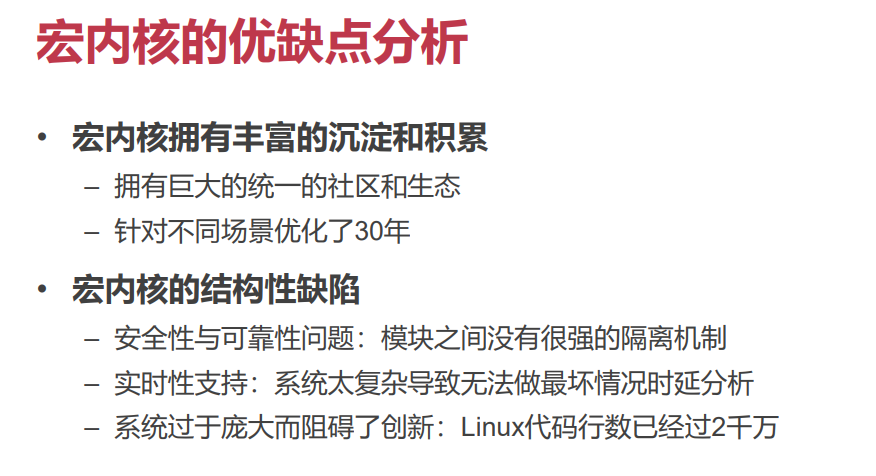 宏内核的优缺点分析
• 宏内核拥有丰富的沉淀和积累
– 拥有巨大的统一的社区和生态
– 针对不同场景优化了30年
• 宏内核的结构性缺陷
– 安全性与可靠性问题：模块之间没有很强的隔离机制
– 实时性支持：系统太复杂导致无法做最坏情况时延分析
– 系统过于庞大而阻碍了创新：Linux代码行数已经过2千万